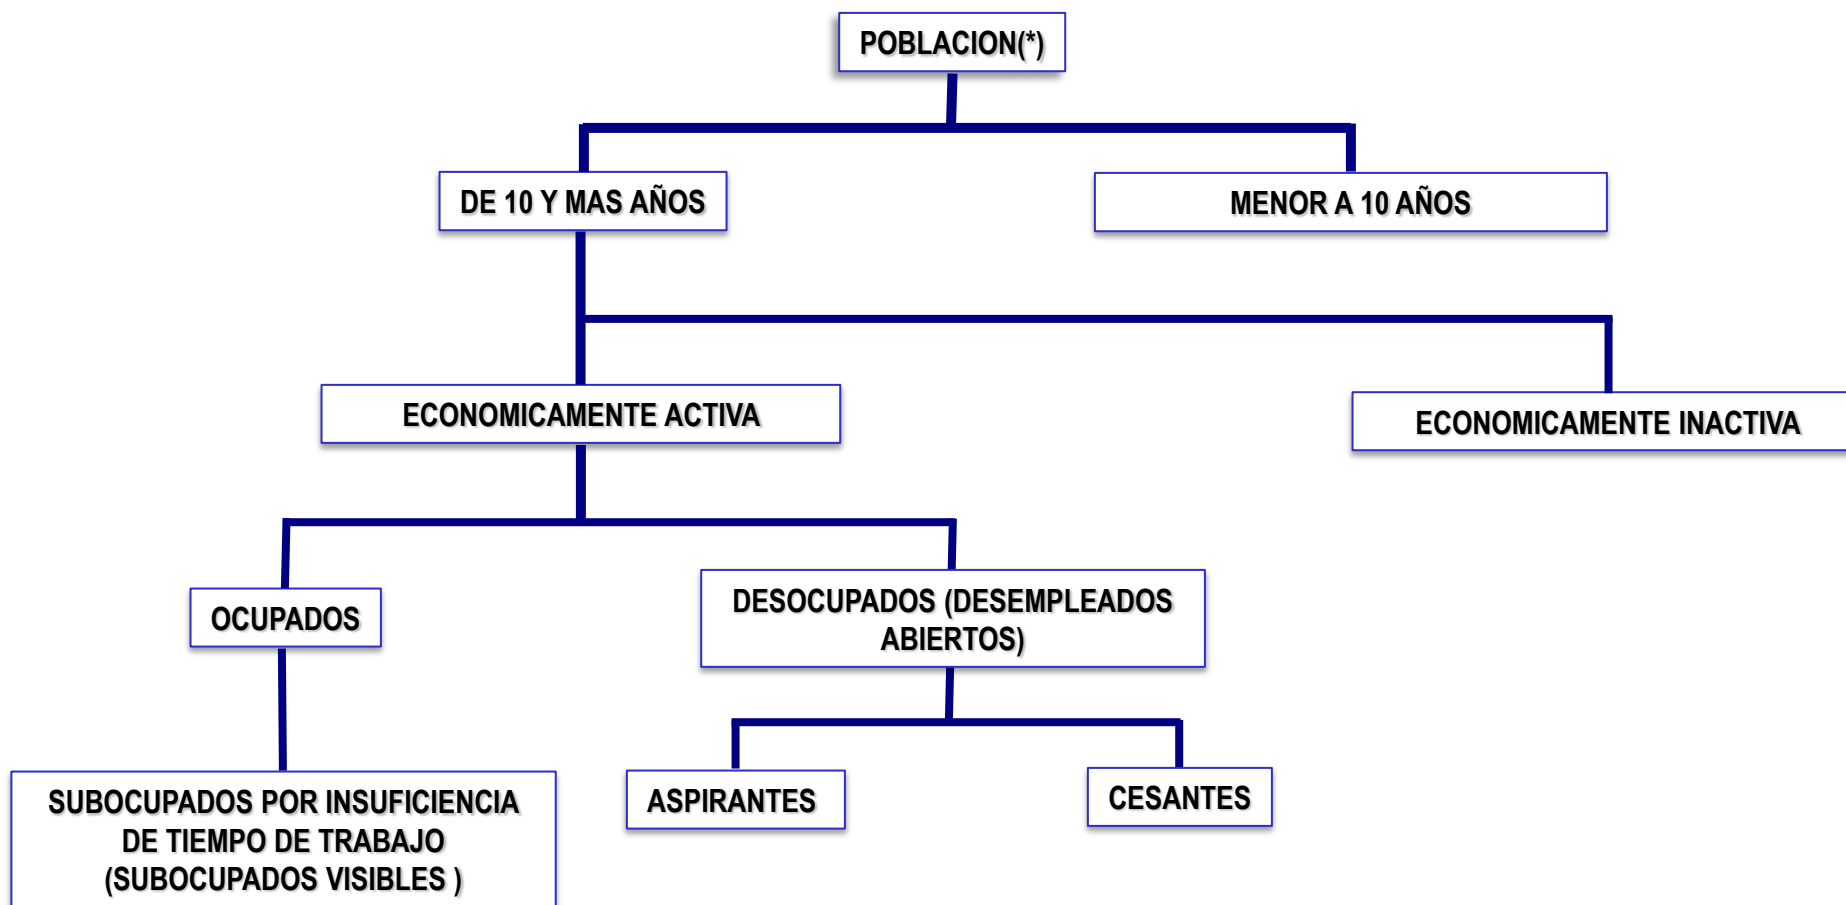 POBLACION(*)
DE 10 Y MAS AÑOS
MENOR A 10 AÑOS
ECONOMICAMENTE ACTIVA
ECONOMICAMENTE INACTIVA
OCUPADOS
DESOCUPADOS (DESEMPLEADOS
ABIERTOS)
SUBOCUPADOS POR INSUFICIENCIA
DE TIEMPO DE TRABAJO
(SUBOCUPADOS VISIBLES )
ASPIRANTES
CESANTES